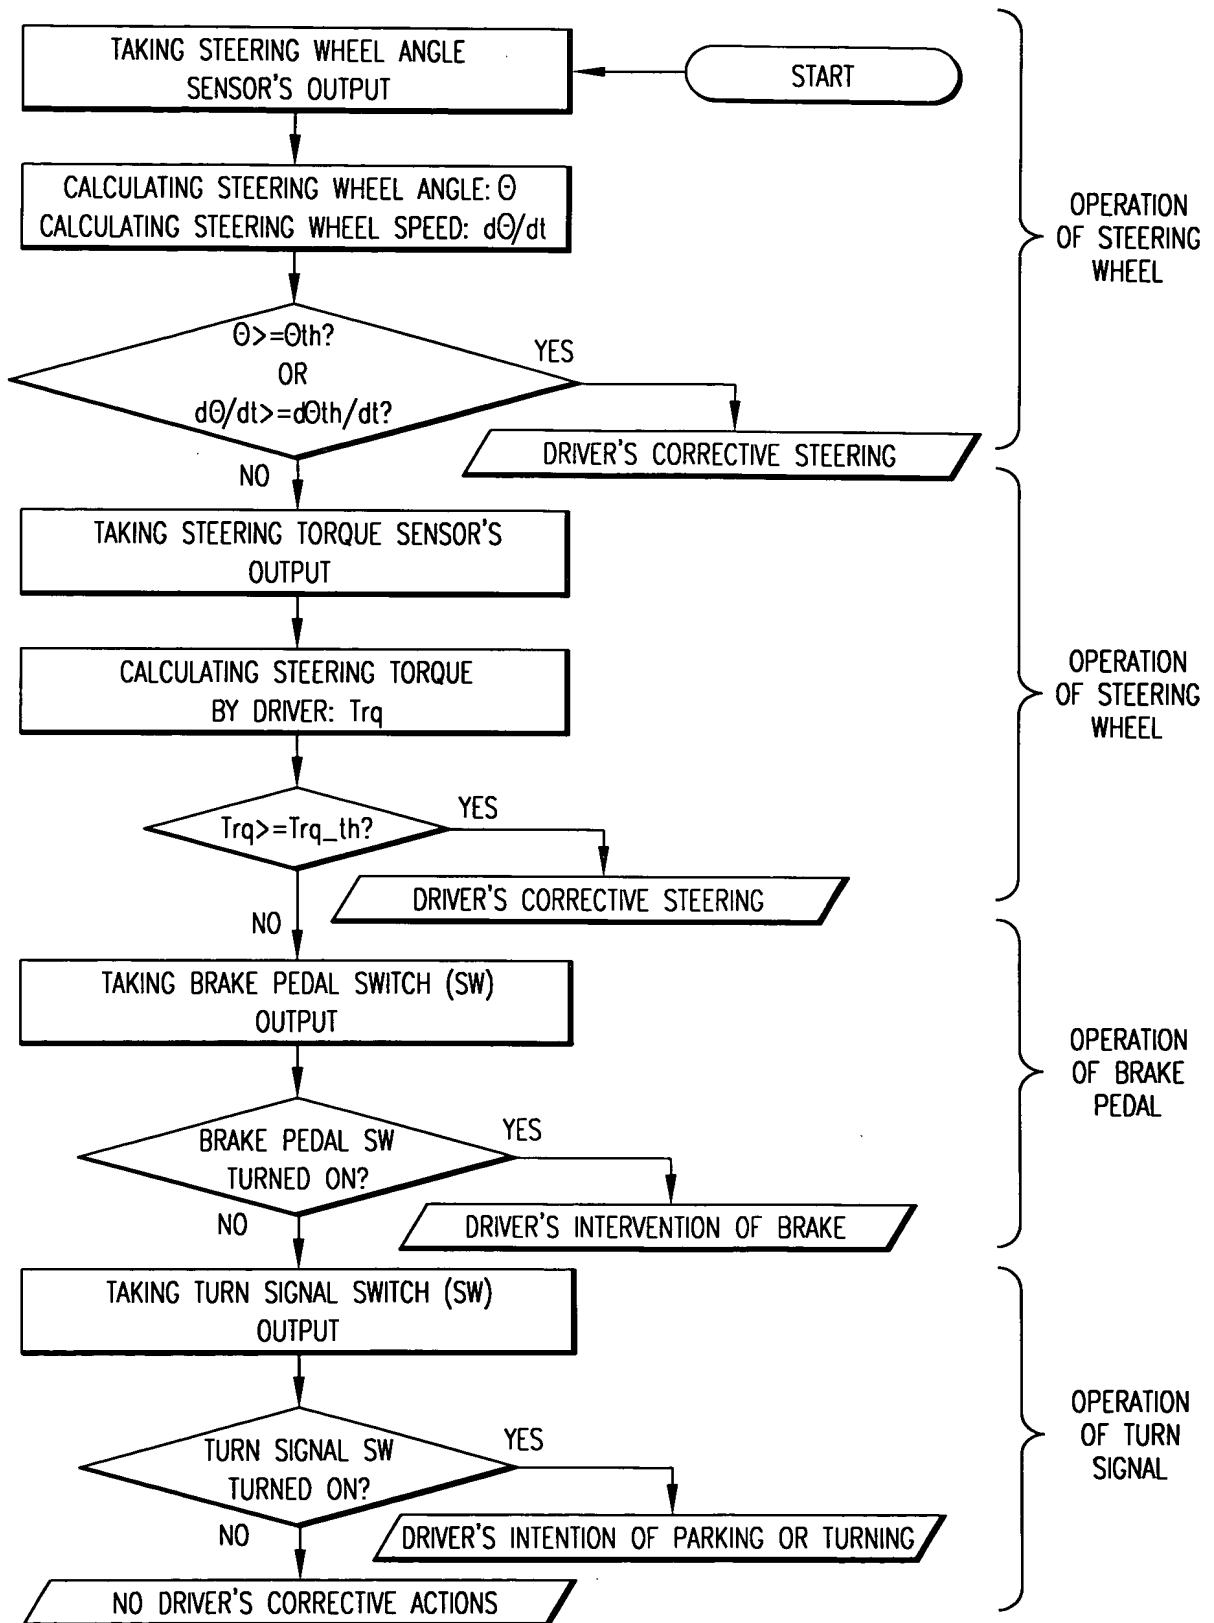 TAKING STEERING WHEEL ANGLE
SENSOR'S OUTPUT
START
CALCULATING STEERING WHEEL ANGLE: Θ
CALCULATING STEERING WHEEL SPEED: dΘ/dt
OPERATION
OF STEERING
WHEEL
Θ>=Θth?
OR
dΘ/dt>=dΘth/dt?
YES
DRIVER'S CORRECTIVE STEERING
NO
TAKING STEERING TORQUE SENSOR'S
OUTPUT
CALCULATING STEERING TORQUE
BY DRIVER: Trq
OPERATION
OF STEERING
WHEEL
Trq>=Trq_th?
YES
DRIVER'S CORRECTIVE STEERING
NO
TAKING BRAKE PEDAL SWITCH (SW)
OUTPUT
OPERATION
OF BRAKE
PEDAL
BRAKE PEDAL SW
TURNED ON?
YES
DRIVER'S INTERVENTION OF BRAKE
NO
TAKING TURN SIGNAL SWITCH (SW)
OUTPUT
OPERATION
OF TURN
SIGNAL
TURN SIGNAL SW
TURNED ON?
YES
DRIVER'S INTENTION OF PARKING OR TURNING
NO
NO DRIVER'S CORRECTIVE ACTIONS